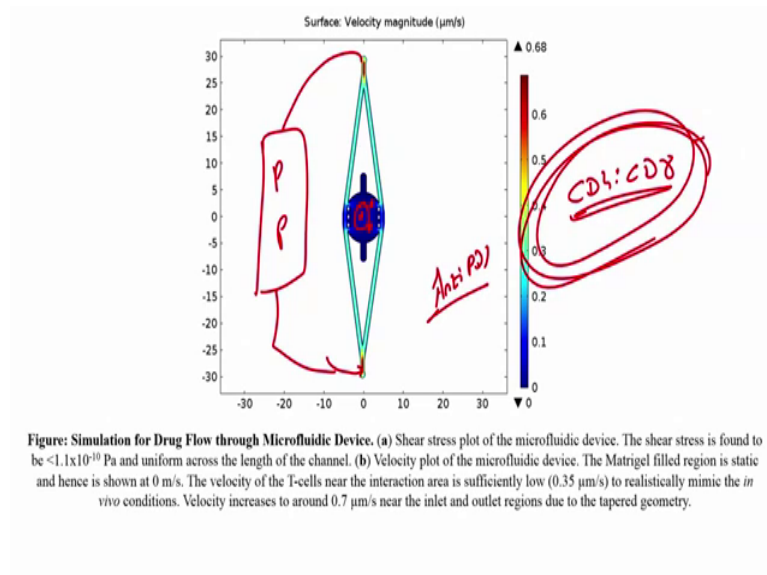 Surface: Velocity magnitude (µm/s)
30
25
20
15
10
5
0
-5
-10
-15
-20
-25
-30
-30 -20 -10 0 10 20 30
▲ 0.68
0.6
0.5
0.4
0.3
0.2
0.1
0
▼ 0
P
P
Anti PD1
CD4:CD8
Figure: Simulation for Drug Flow through Microfluidic Device. (a) Shear stress plot of the microfluidic device. The shear stress is found to
be <1.1x10⁻¹⁰ Pa and uniform across the length of the channel. (b) Velocity plot of the microfluidic device. The Matrigel filled region is static
and hence is shown at 0 m/s. The velocity of the T-cells near the interaction area is sufficiently low (0.35 µm/s) to realistically mimic the in
vivo conditions. Velocity increases to around 0.7 µm/s near the inlet and outlet regions due to the tapered geometry.